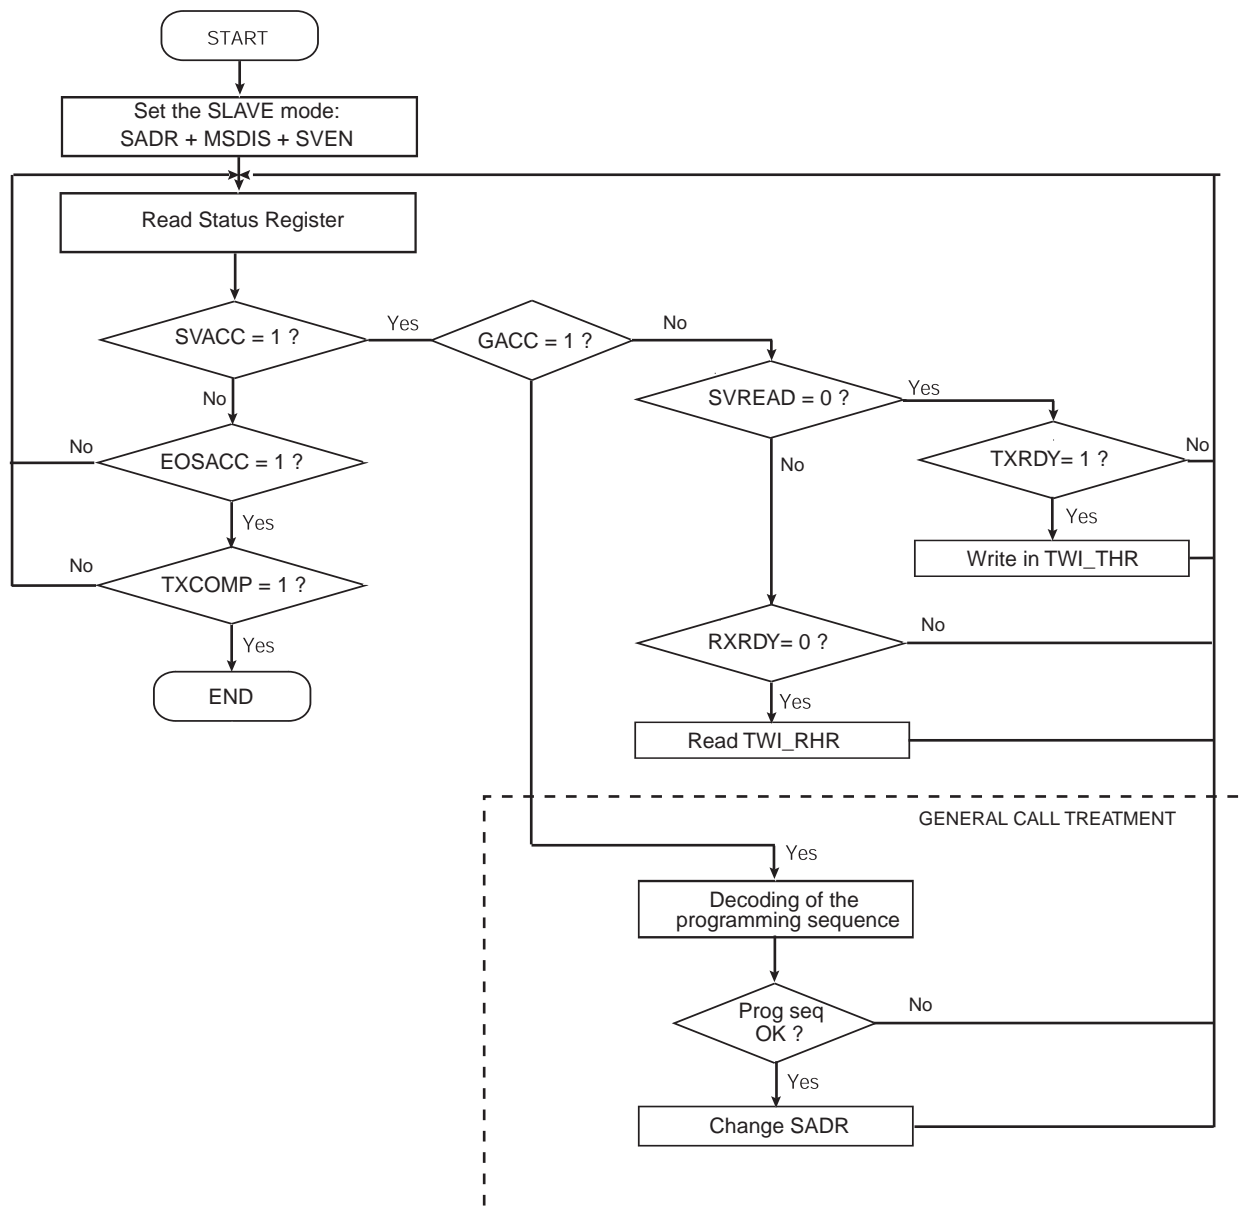 START
Set the SLAVE mode:
SADR + MSDIS + SVEN
Read Status Register
SVACC = 1 ?
Yes
GACC = 1 ?
No
No
SVREAD = 0 ?
Yes
No
EOSACC = 1 ?
No
TXRDY= 1 ?
No
Yes
Yes
No
TXCOMP = 1 ?
Write in TWI_THR
Yes
RXRDY= 0 ?
No
END
Yes
Read TWI_RHR
GENERAL CALL TREATMENT
Yes
Decoding of the
programming sequence
Prog seq
OK ?
No
Yes
Change SADR